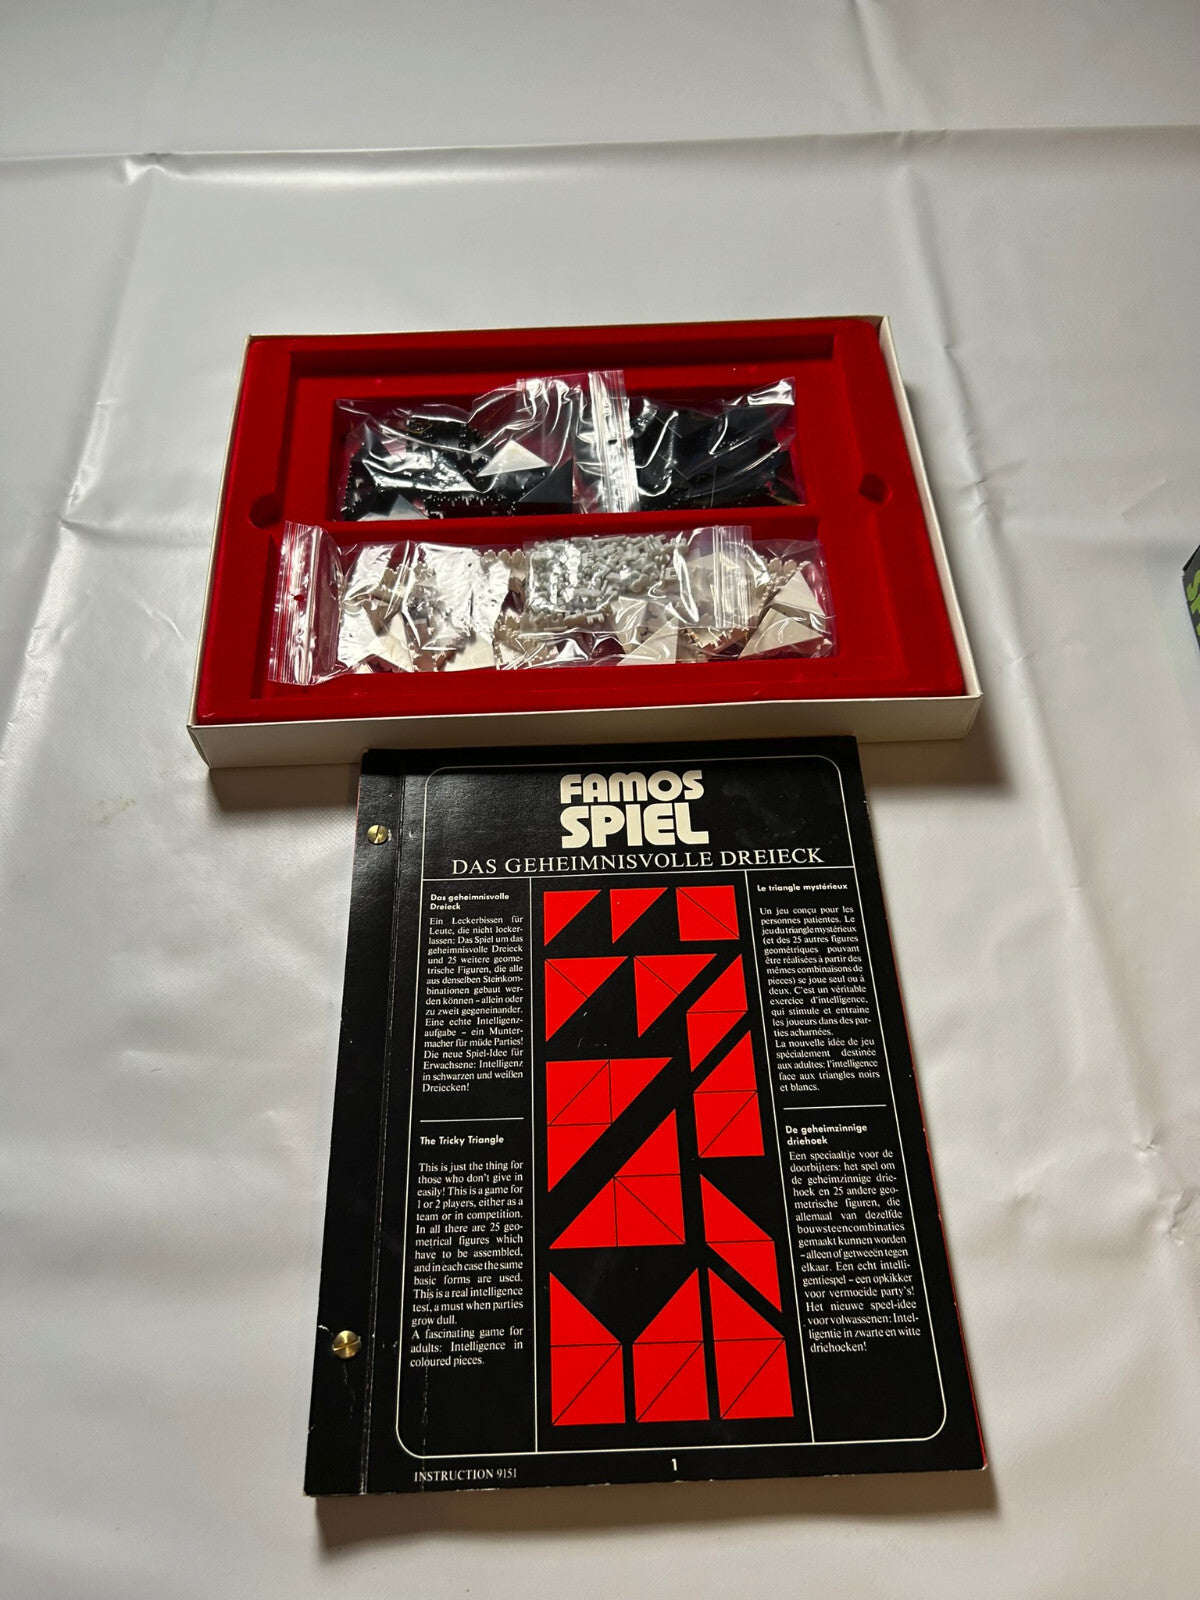 FAMOS
SPIEL
DAS GEHEIMNISVOLLE DREIECK
Das geheimnisvolle
Dreieck
Ein Leckerbissen für
Leute, die nicht locker-
lassen: Das Spiel um das
geheimnisvolle Dreieck
und 25 weitere geome-
trische Figuren, die alle
aus denselben Steinkom-
binationen gebaut wer-
den können – allein oder
zu zweit gegeneinander.
Eine echte Intelligenz-
aufgabe – ein Munter-
macher für müde Parties!
Die neue Spiel-Idee für
Erwachsene: Intelligenz
in schwarzen und weißen
Dreiecken!
The Tricky Triangle
This is just the thing for
those who don't give in
easily! This is a game for
1 or 2 players, either as a
team or in competition.
In all there are 25 geo-
metrical figures which
have to be assembled,
and in each case the same
basic forms are used.
This is a real intelligence
test, a must when parties
grow dull.
A fascinating game for
adults: Intelligence in
coloured pieces.
Le triangle mystérieux
Un jeu conçu pour les
personnes patientes. Le
jeu du triangle mystérieux
(et des 25 autres figures
geométriques pouvant
être réalisées à partir des
mêmes combinaisons de
pieces) se joue seul ou à
deux. C'est un véritable
exercice d'intelligence,
qui stimule et entraine
les joueurs dans des par-
ties acharnées.
La nouvelle idée de jeu
spécialement destinée
aux adultes: l'intelligence
face aux triangles noirs
et blancs.
De geheimzinnige
driehoek
Een speciaaltje voor de
doorbijters: het spel om
de geheimzinnige drie-
hoek en 25 andere geo-
metrische figuren, die
allemaal van dezelfde
bouwsteencombinaties
gemaakt kunnen worden
– alleen of getweeën tegen
elkaar. Een echt intelli-
gentiespel – een opkikker
voor vermoeide party's!
Het nieuwe speel-idee
voor volwassenen: Intel-
ligentie in zwarte en witte
driehoeken!
INSTRUCTION 9151
1